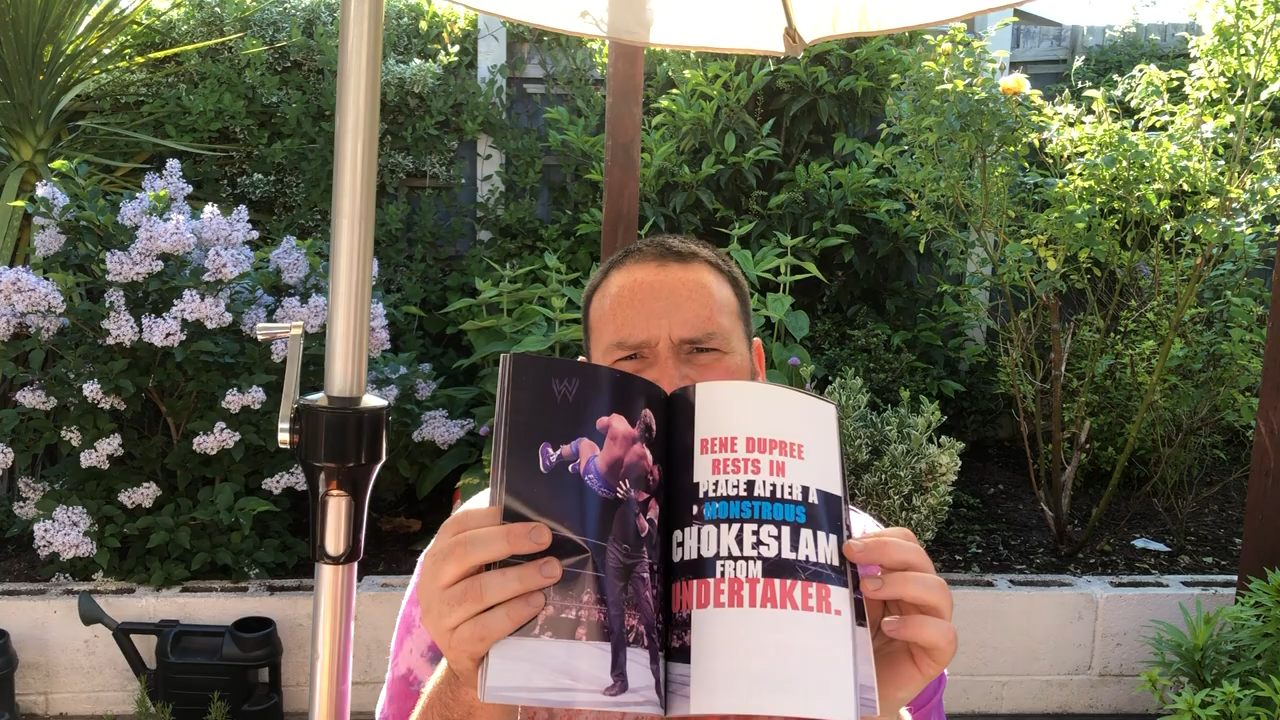 W
RENE DUPREE
RESTS IN
PEACE AFTER A
MONSTROUS
CHOKESLAM
FROM
UNDERTAKER.